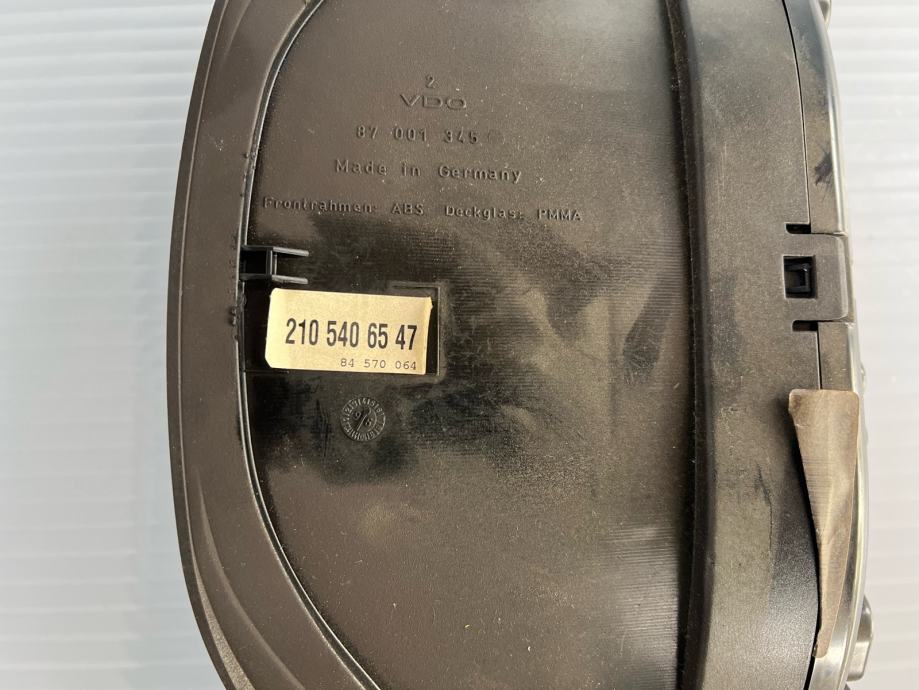 2
VDO
87 001 345
Made in Germany
Frontrahmen: ABS Deckglas: PMMA
210 540 65 47
84 570 064